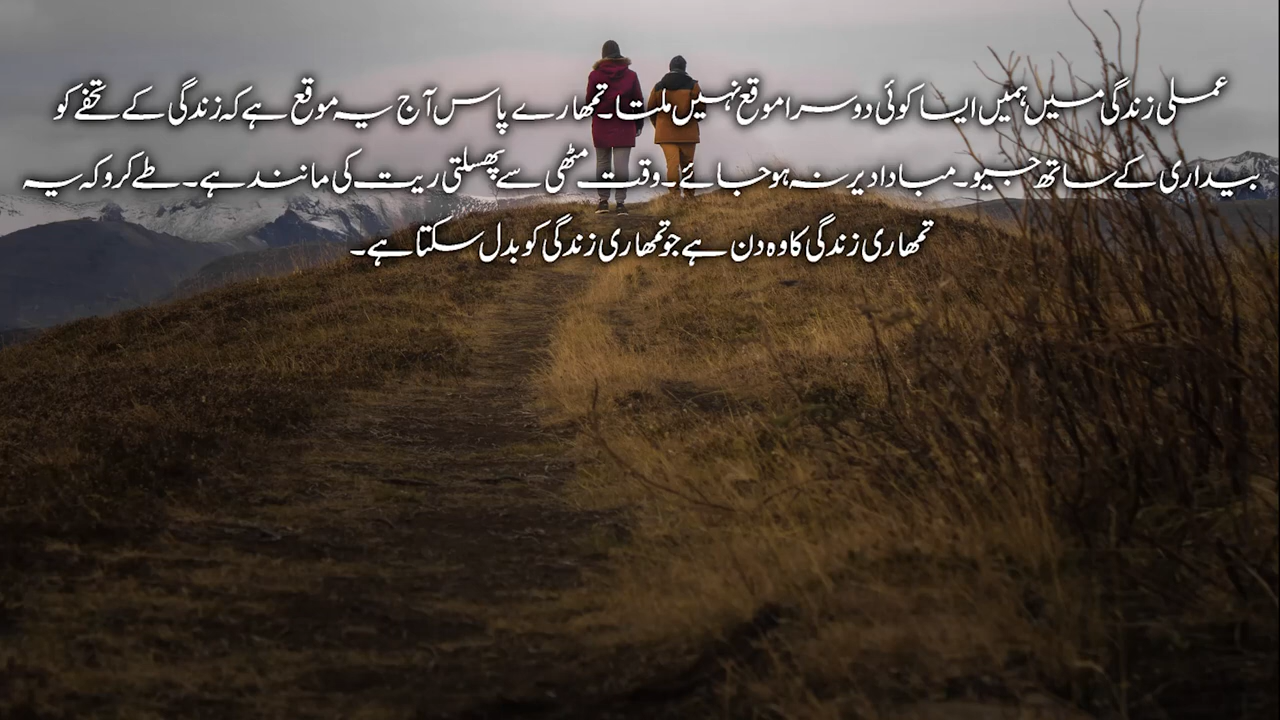 عملی زندگی میں ہمیں ایسا کوئی دوسرا موقع نہیں ملتا۔ تمھارے پاس آج یہ موقع ہے کہ زندگی کے تحفے کو
بیداری کے ساتھ جیو۔ مبادا دیر نہ ہو جائے۔ وقت مٹھی سے پھسلتی ریت کی مانند ہے۔ طے کرو کہ یہ
تمھاری زندگی کا وہ دن ہے جو تمھاری زندگی کو بدل سکتا ہے۔